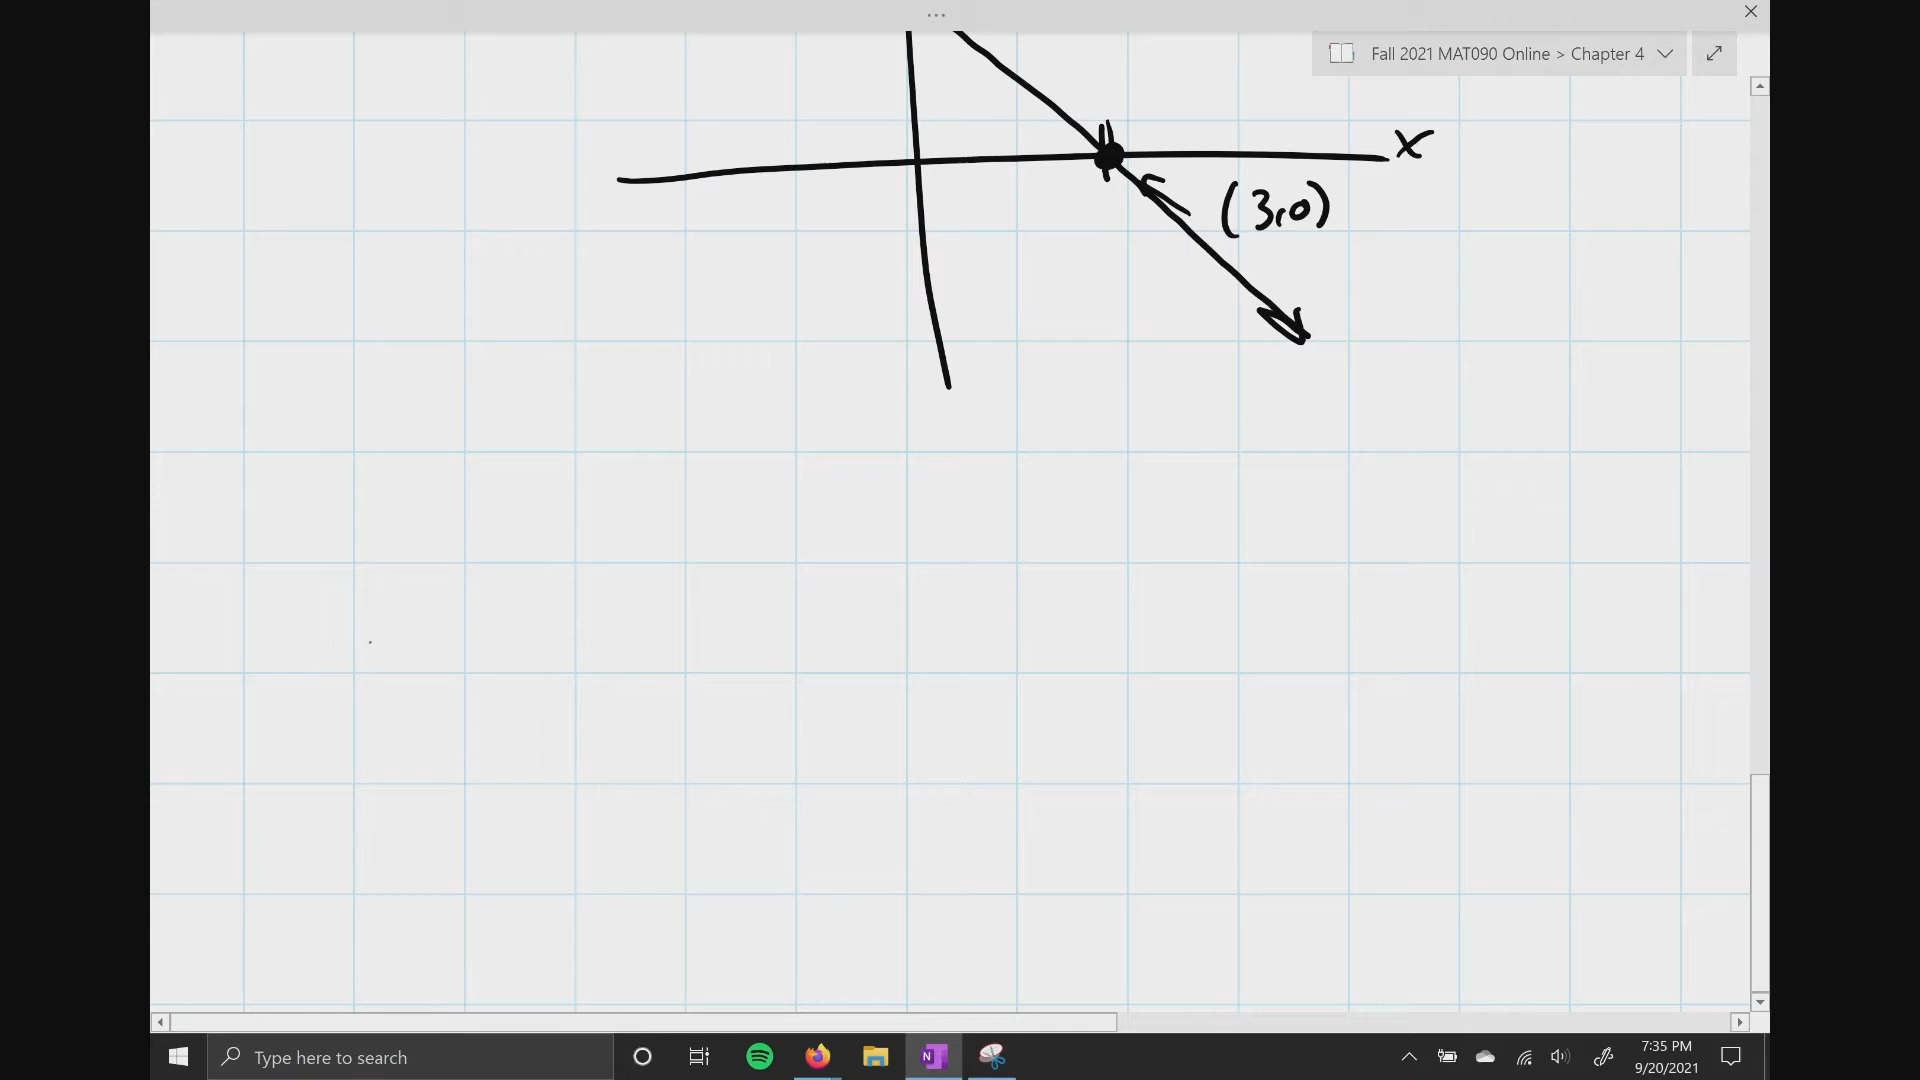 Fall 2021 MAT090 Online > Chapter 4
x
(3,0)
Type here to search
N
7:35 PM
9/20/2021